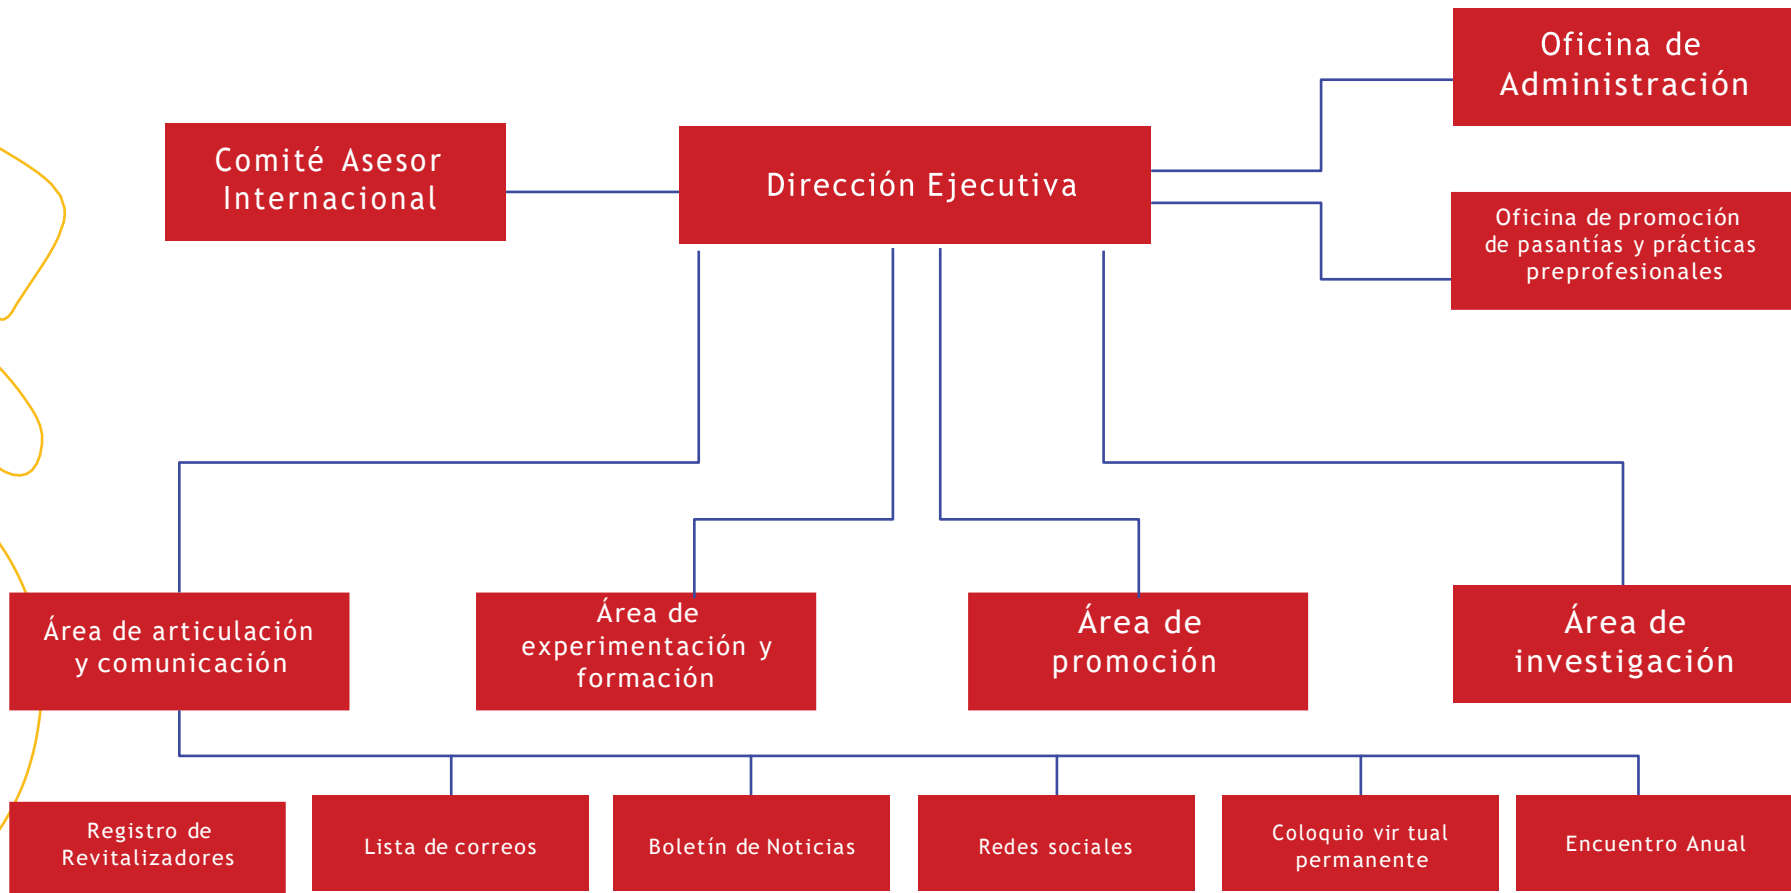 Oficina de
Administración
Comité Asesor
Internacional
Dirección Ejecutiva
Oficina de promoción
de pasantías y prácticas
preprofesionales
Área de articulación
y comunicación
Área de
experimentación y
formación
Área de
promoción
Área de
investigación
Registro de
Revitalizadores
Lista de correos
Boletín de Noticias
Redes sociales
Coloquio vir tual
permanente
Encuentro Anual